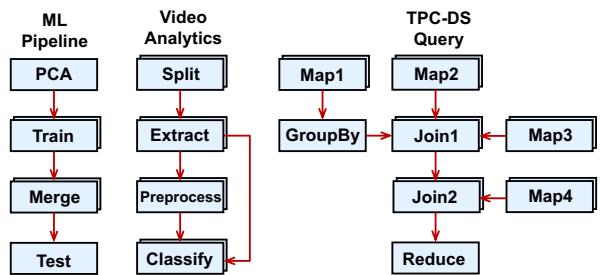 ML
Pipeline
PCA
Train
Merge
Test
Video
Analytics
Split
Extract
Preprocess
Classify
TPC-DS
Query
Map1
Map2
GroupBy
Join1
Map3
Join2
Map4
Reduce